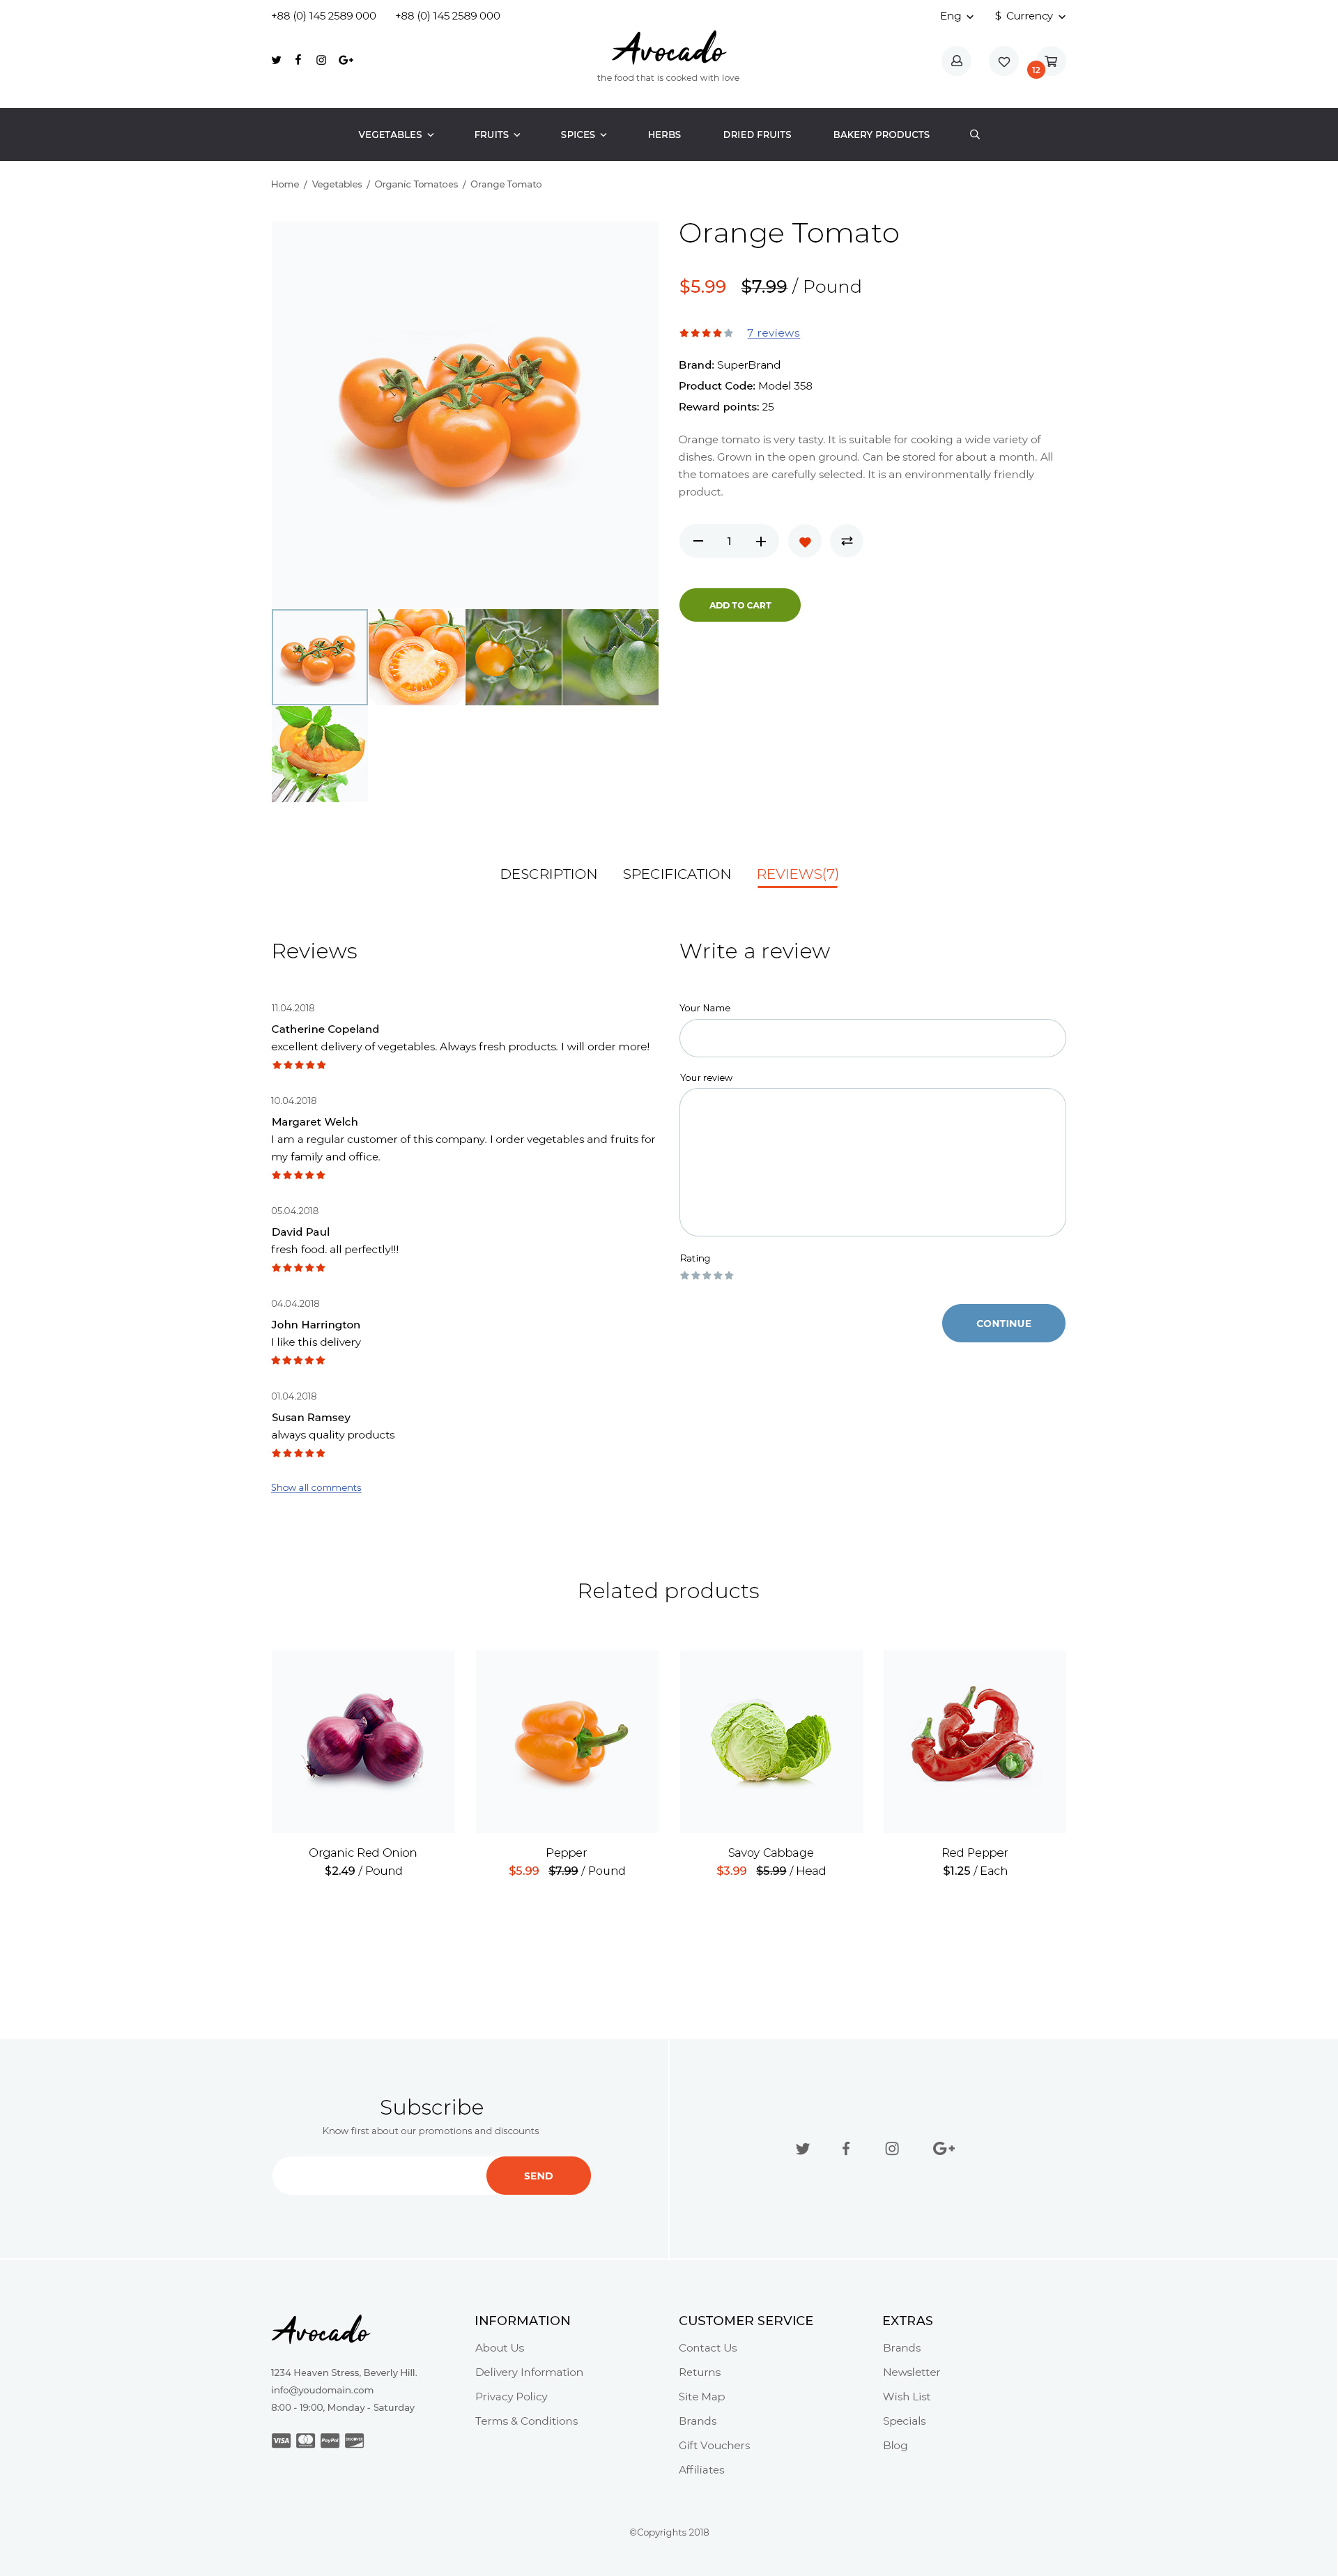 +88 (0) 145 2589 000 +88 (0) 145 2589 000 Eng $ Currency
Avocado
the food that is cooked with love
12
VEGETABLES FRUITS SPICES HERBS DRIED FRUITS BAKERY PRODUCTS
Home / Vegetables / Organic Tomatoes / Orange Tomato
Orange Tomato
$5.99 $7.99 / Pound
7 reviews
Brand: SuperBrand
Product Code: Model 358
Reward points: 25
Orange tomato is very tasty. It is suitable for cooking a wide variety of
dishes. Grown in the open ground. Can be stored for about a month. All
the tomatoes are carefully selected. It is an environmentally friendly
product.
1
ADD TO CART
DESCRIPTION SPECIFICATION REVIEWS(7)
Reviews
11.04.2018
Catherine Copeland
excellent delivery of vegetables. Always fresh products. I will order more!
10.04.2018
Margaret Welch
I am a regular customer of this company. I order vegetables and fruits for
my family and office.
05.04.2018
David Paul
fresh food. all perfectly!!!
04.04.2018
John Harrington
I like this delivery
01.04.2018
Susan Ramsey
always quality products
Show all comments
Write a review
Your Name
Your review
Rating
CONTINUE
Related products
Organic Red Onion
$2.49 / Pound
Pepper
$5.99 $7.99 / Pound
Savoy Cabbage
$3.99 $5.99 / Head
Red Pepper
$1.25 / Each
Subscribe
Know first about our promotions and discounts
SEND
Avocado
1234 Heaven Stress, Beverly Hill.
info@youdomain.com
8:00 - 19:00, Monday - Saturday
VISA MasterCard PayPal DISCOVER
INFORMATION
About Us
Delivery Information
Privacy Policy
Terms & Conditions
CUSTOMER SERVICE
Contact Us
Returns
Site Map
Brands
Gift Vouchers
Affiliates
EXTRAS
Brands
Newsletter
Wish List
Specials
Blog
©Copyrights 2018